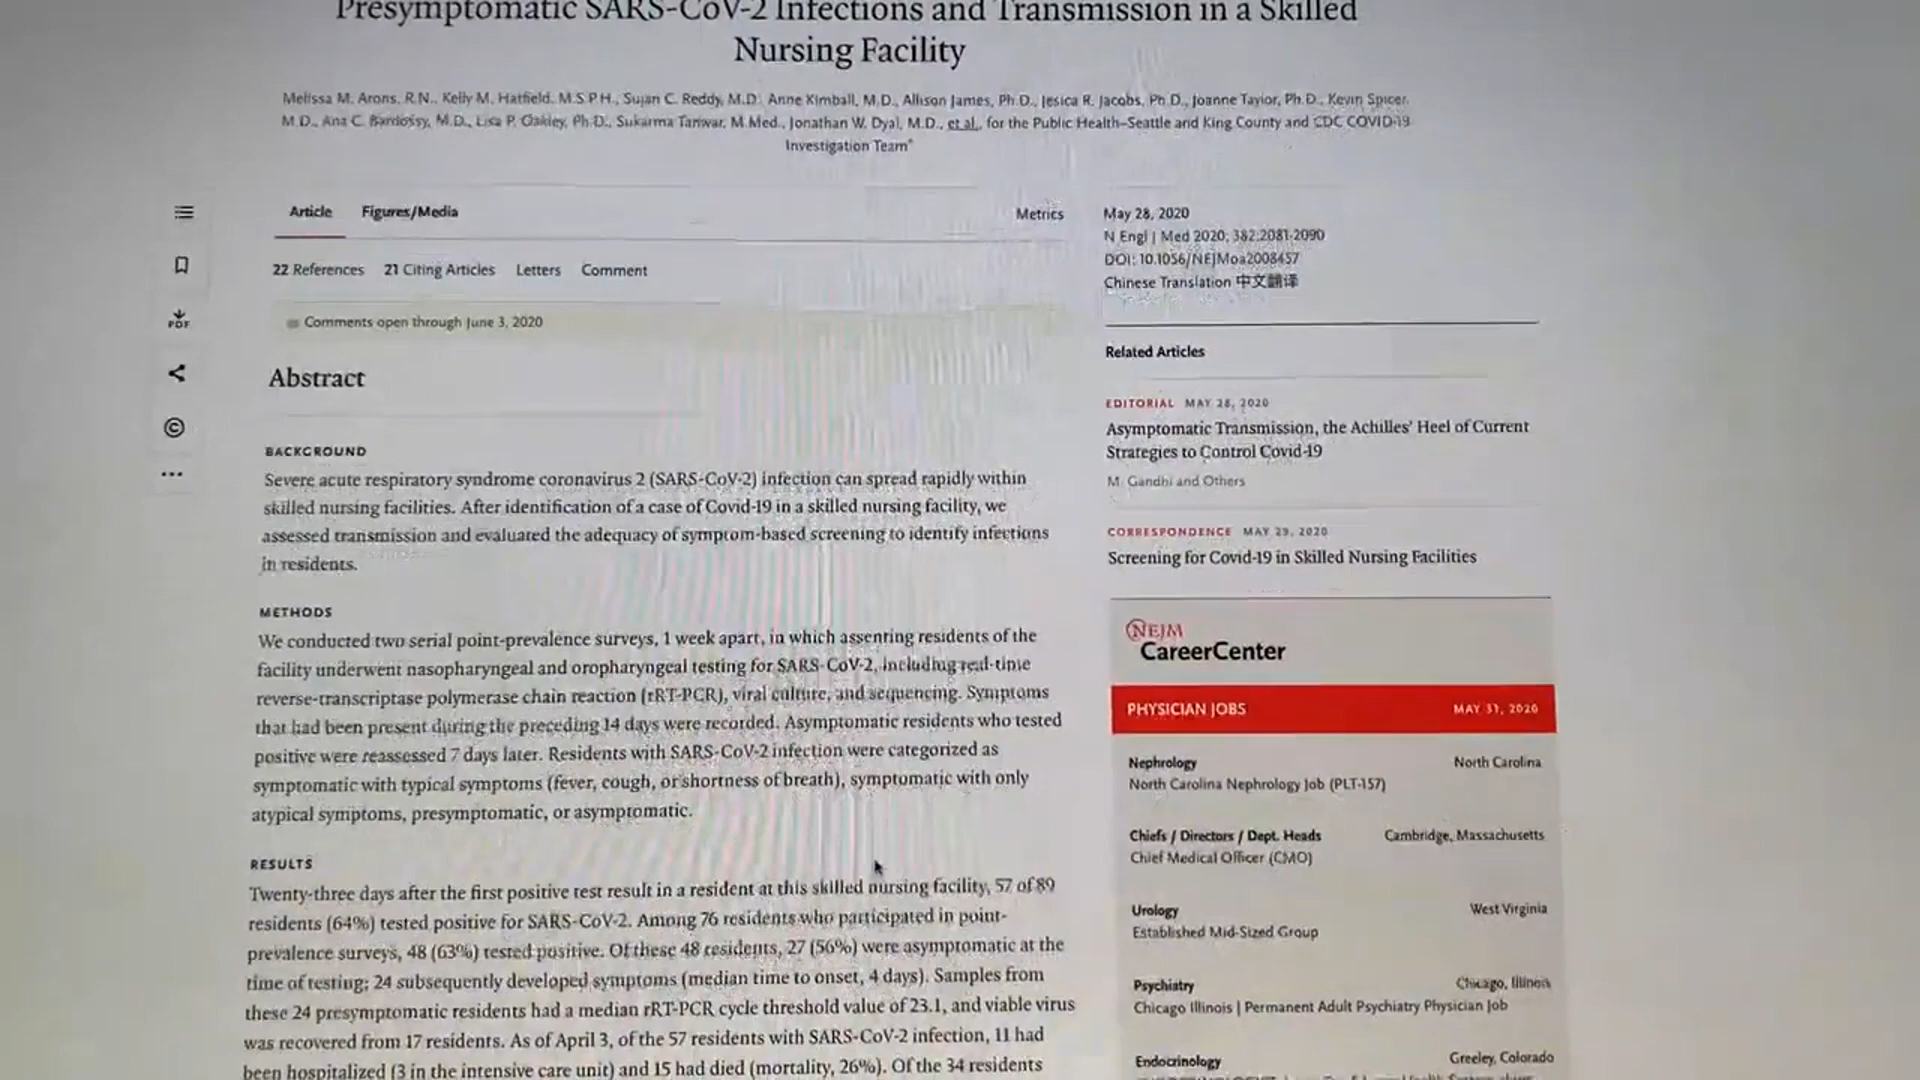 Presymptomatic SARS-CoV-2 Infections and Transmission in a Skilled
Nursing Facility
Melissa M. Arons, R.N., Kelly M. Hatfield, M.S.P.H., Sujan C. Reddy, M.D., Anne Kimball, M.D., Allison James, Ph.D., Jesica R. Jacobs, Ph.D., Joanne Taylor, Ph.D., Kevin Spicer,
M.D., Ana C. Bardossy, M.D., Lisa P. Oakley, Ph.D., Sukarma Tanwar, M.Med., Jonathan W. Dyal, M.D., et al., for the Public Health–Seattle and King County and CDC COVID-19
Investigation Team*
Article Figures/Media Metrics
22 References 21 Citing Articles Letters Comment
Comments open through June 3, 2020
Abstract
BACKGROUND
Severe acute respiratory syndrome coronavirus 2 (SARS-CoV-2) infection can spread rapidly within
skilled nursing facilities. After identification of a case of Covid-19 in a skilled nursing facility, we
assessed transmission and evaluated the adequacy of symptom-based screening to identify infections
in residents.
METHODS
We conducted two serial point-prevalence surveys, 1 week apart, in which assenting residents of the
facility underwent nasopharyngeal and oropharyngeal testing for SARS-CoV-2, including real-time
reverse-transcriptase polymerase chain reaction (rRT-PCR), viral culture, and sequencing. Symptoms
that had been present during the preceding 14 days were recorded. Asymptomatic residents who tested
positive were reassessed 7 days later. Residents with SARS-CoV-2 infection were categorized as
symptomatic with typical symptoms (fever, cough, or shortness of breath), symptomatic with only
atypical symptoms, presymptomatic, or asymptomatic.
RESULTS
Twenty-three days after the first positive test result in a resident at this skilled nursing facility, 57 of 89
residents (64%) tested positive for SARS-CoV-2. Among 76 residents who participated in point-
prevalence surveys, 48 (63%) tested positive. Of these 48 residents, 27 (56%) were asymptomatic at the
time of testing; 24 subsequently developed symptoms (median time to onset, 4 days). Samples from
these 24 presymptomatic residents had a median rRT-PCR cycle threshold value of 23.1, and viable virus
was recovered from 17 residents. As of April 3, of the 57 residents with SARS-CoV-2 infection, 11 had
been hospitalized (3 in the intensive care unit) and 15 had died (mortality, 26%). Of the 34 residents
PDF
May 28, 2020
N Engl J Med 2020; 382:2081-2090
DOI: 10.1056/NEJMoa2008457
Chinese Translation 中文翻译
Related Articles
EDITORIAL MAY 28, 2020
Asymptomatic Transmission, the Achilles' Heel of Current
Strategies to Control Covid-19
M. Gandhi and Others
CORRESPONDENCE MAY 29, 2020
Screening for Covid-19 in Skilled Nursing Facilities
NEJM
CareerCenter
PHYSICIAN JOBS MAY 31, 2020
Nephrology North Carolina
North Carolina Nephrology Job (PLT-157)
Chiefs / Directors / Dept. Heads Cambridge, Massachusetts
Chief Medical Officer (CMO)
Urology West Virginia
Established Mid-Sized Group
Psychiatry Chicago, Illinois
Chicago Illinois | Permanent Adult Psychiatry Physician Job
Endocrinology Greeley, Colorado